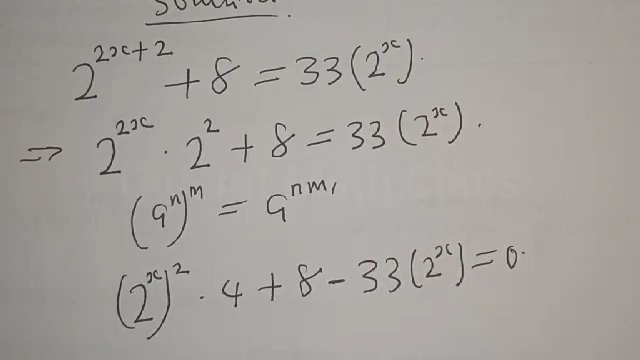 Solution.
2^{2x+2} + 8 = 33(2^x).
⇒ 2^{2x} · 2^2 + 8 = 33(2^x).
(a^n)^m = a^{nm},
(2^x)^2 · 4 + 8 - 33(2^x) = 0.